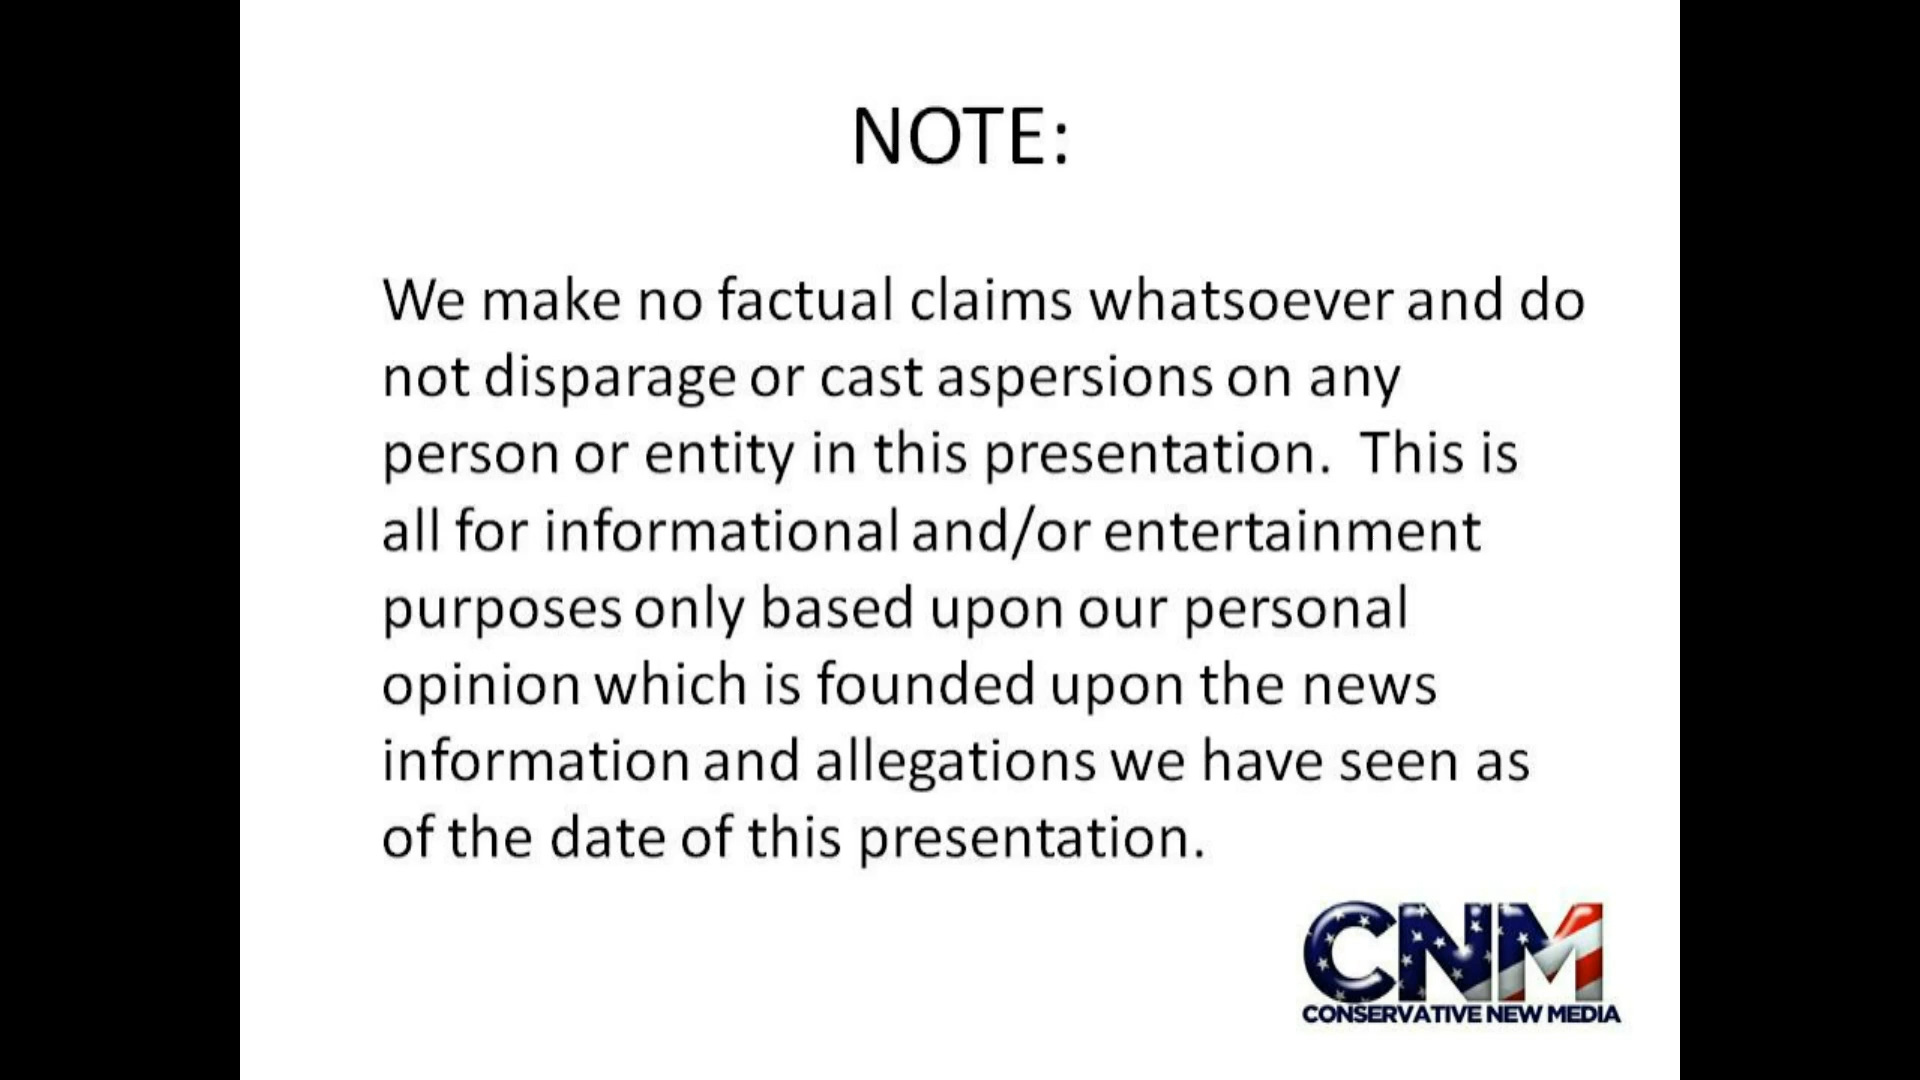 NOTE:
We make no factual claims whatsoever and do
not disparage or cast aspersions on any
person or entity in this presentation.  This is
all for informational and/or entertainment
purposes only based upon our personal
opinion which is founded upon the news
information and allegations we have seen as
of the date of this presentation.
CNM
CONSERVATIVE NEW MEDIA